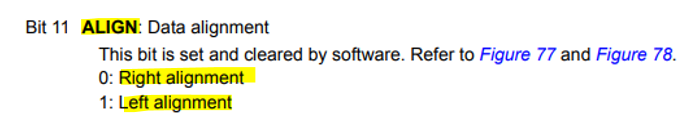 Bit 11 ALIGN: Data alignment
This bit is set and cleared by software. Refer to Figure 77 and Figure 78.
0: Right alignment
1: Left alignment